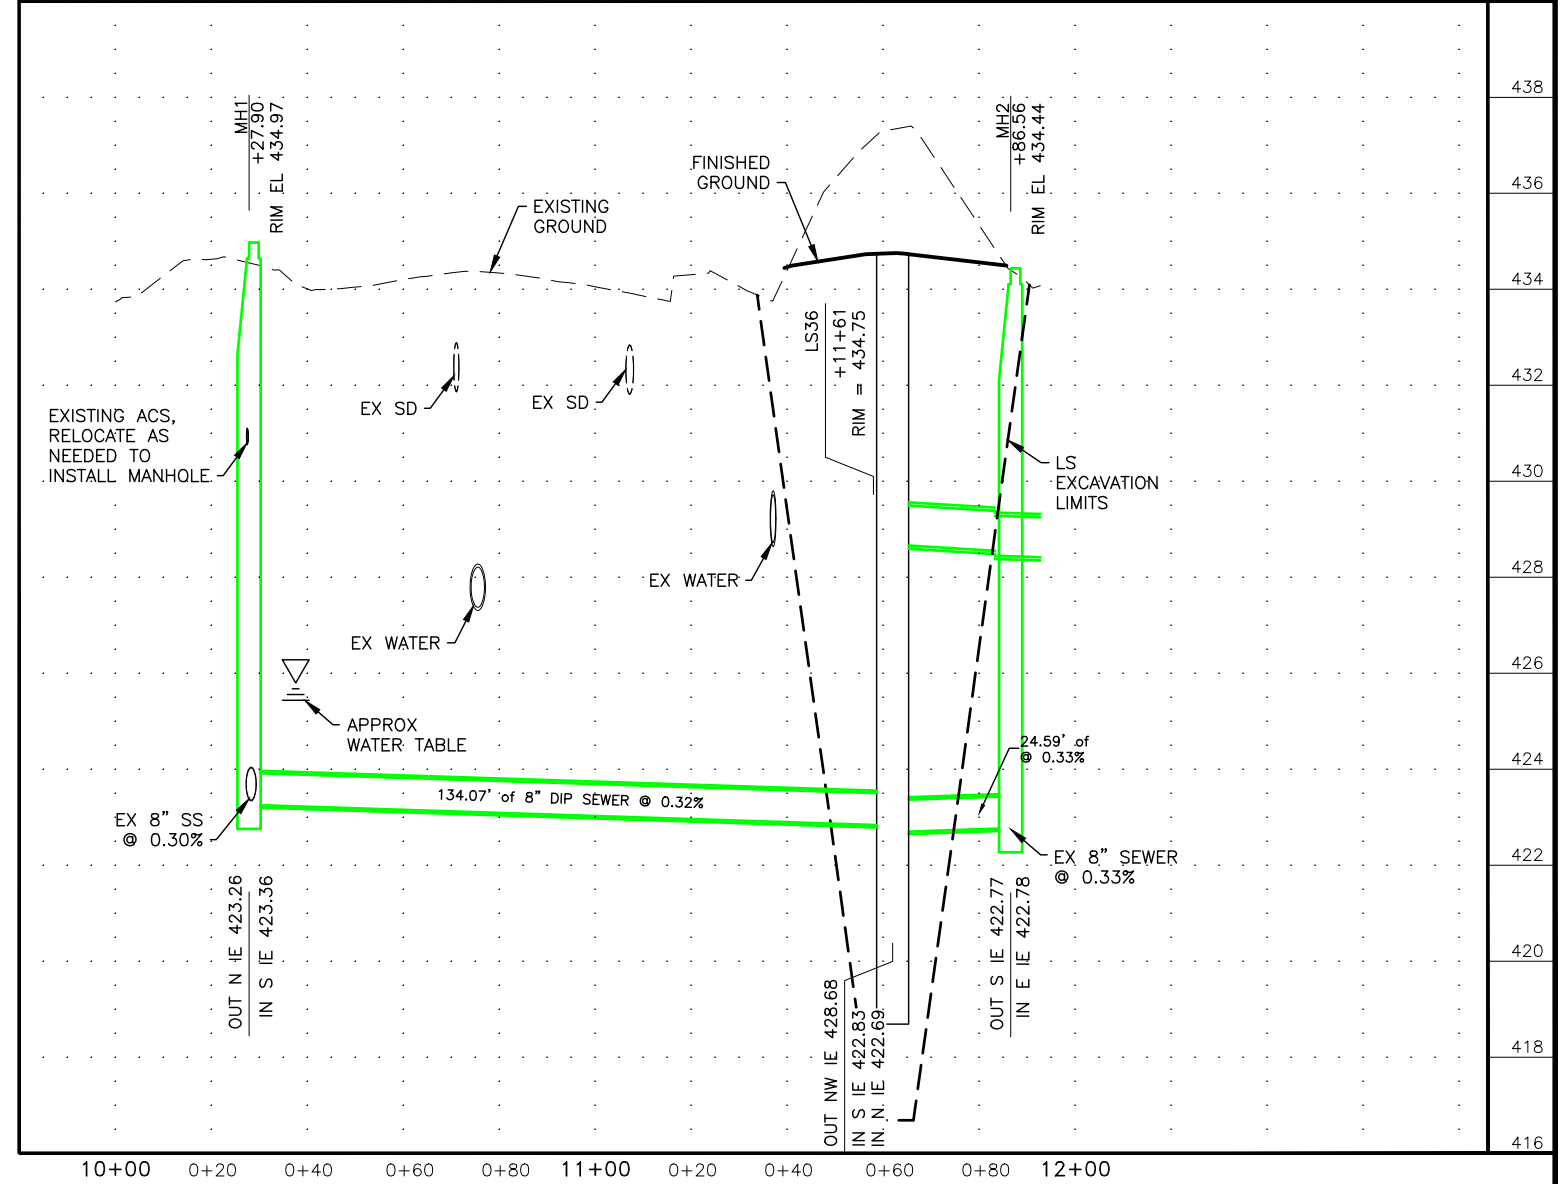 MH1
+27.90
RIM EL 434.97
MH2
+86.56
RIM EL 434.44
FINISHED
GROUND
EXISTING
GROUND
LS36
+11+61
RIM = 434.75
EX SD
EX SD
EXISTING ACS,
RELOCATE AS
NEEDED TO
INSTALL MANHOLE
LS
EXCAVATION
LIMITS
EX WATER
EX WATER
APPROX
WATER TABLE
24.59' of
@ 0.33%
134.07' of 8" DIP SEWER @ 0.32%
EX 8" SS
@ 0.30%
EX 8" SEWER
@ 0.33%
OUT N IE 423.26
IN S IE 423.36
OUT NW IE 428.68
IN S IE 422.83
IN N IE 422.69
OUT S IE 422.77
IN E IE 422.78
438
436
434
432
430
428
426
424
422
420
418
416
10+00 0+20 0+40 0+60 0+80 11+00 0+20 0+40 0+60 0+80 12+00